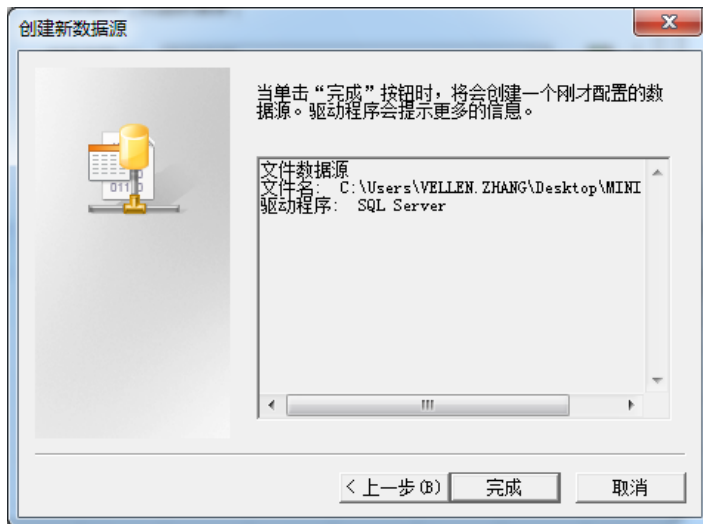 创建新数据源
当单击“完成”按钮时，将会创建一个刚才配置的数
据源。驱动程序会提示更多的信息。
文件数据源
文件名: C:\Users\VELLEN.ZHANG\Desktop\MINI
驱动程序: SQL Server
0110
< 上一步(B)
完成
取消